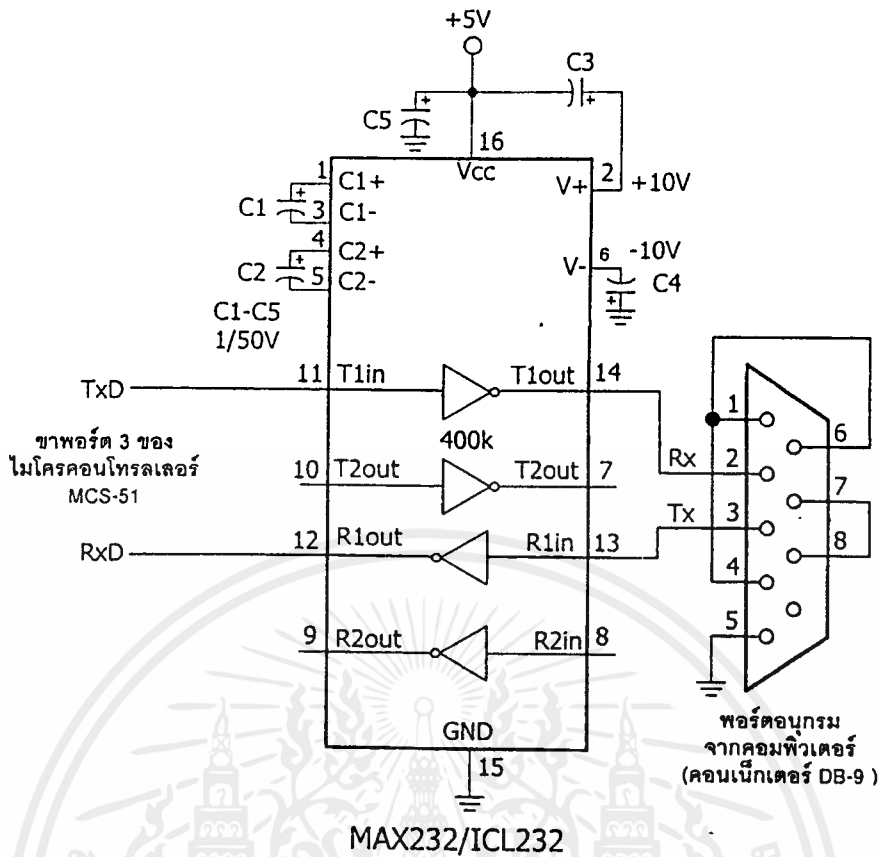 +5V
C3
+
C5
+
16
Vcc
1
C1+
2
V+
+10V
C1
+
3
C1-
4
C2+
6
V-
-10V
C2
+
5
C2-
C4
+
C1-C5
1/50V
TxD
11
T1in
T1out
14
400k
ขาพอร์ต 3 ของ
ไมโครคอนโทรลเลอร์
MCS-51
10
T2out
T2out
7
RxD
12
R1out
R1in
13
9
R2out
R2in
8
GND
15
Rx
Tx
1
2
3
4
5
6
7
8
พอร์ตอนุกรม
จากคอมพิวเตอร์
(คอนเน็กเตอร์ DB-9 )
MAX232/ICL232